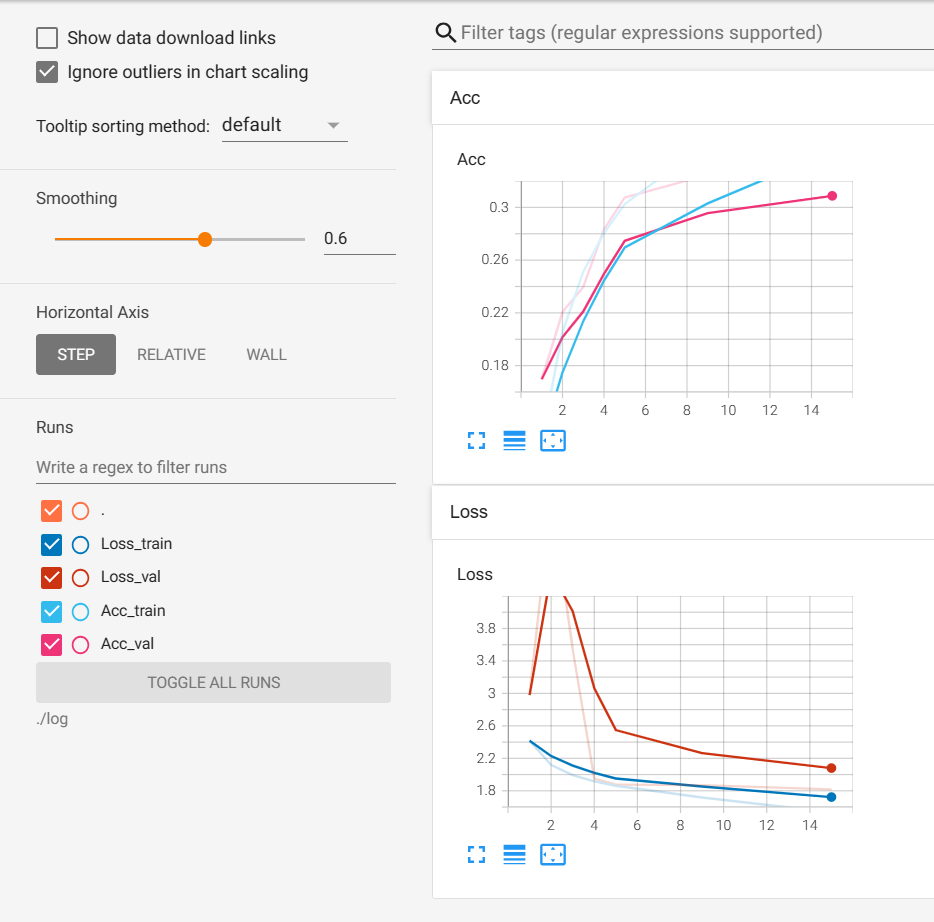 Show data download links
Ignore outliers in chart scaling
Tooltip sorting method: default
Smoothing
0.6
Horizontal Axis
STEP RELATIVE WALL
Runs
Write a regex to filter runs
.
Loss_train
Loss_val
Acc_train
Acc_val
TOGGLE ALL RUNS
./log
Filter tags (regular expressions supported)
Acc
Acc
0.3
0.26
0.22
0.18
2 4 6 8 10 12 14
Loss
Loss
3.8
3.4
3
2.6
2.2
1.8
2 4 6 8 10 12 14